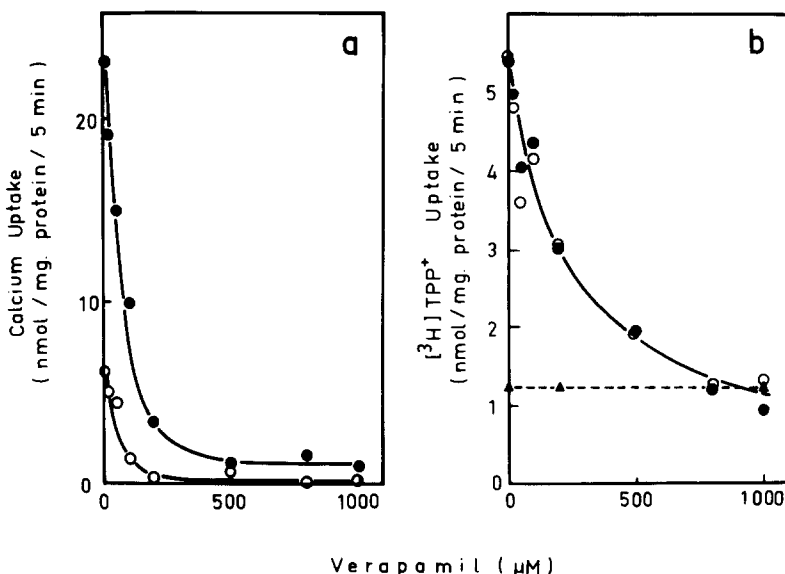 a
Calcium Uptake
(nmol/mg. protein/ 5 min)
20
10
0
0
500
1000
b
[³H]TPP⁺ Uptake
(nmol/mg. protein/ 5 min)
5
4
3
2
1
0
0
500
1000
Verapamil (μM)